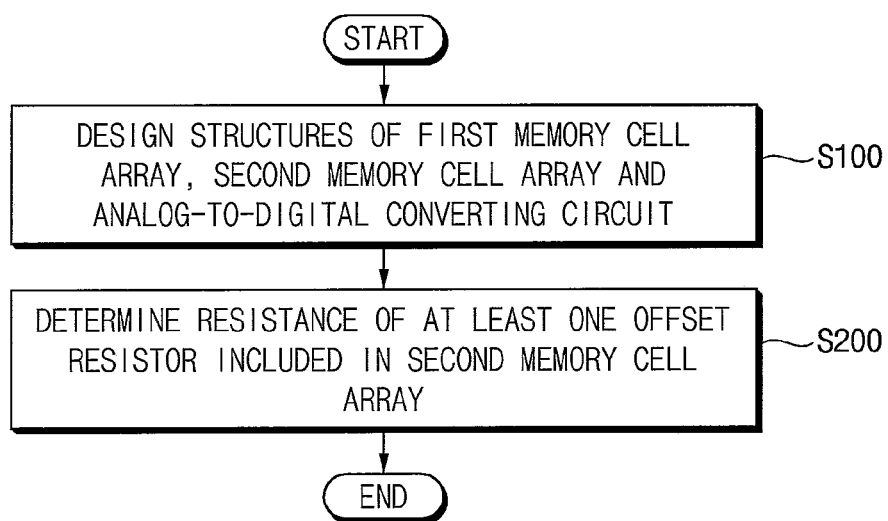 START
DESIGN STRUCTURES OF FIRST MEMORY CELL
ARRAY, SECOND MEMORY CELL ARRAY AND
ANALOG-TO-DIGITAL CONVERTING CIRCUIT
S100
DETERMINE RESISTANCE OF AT LEAST ONE OFFSET
RESISTOR INCLUDED IN SECOND MEMORY CELL
ARRAY
S200
END